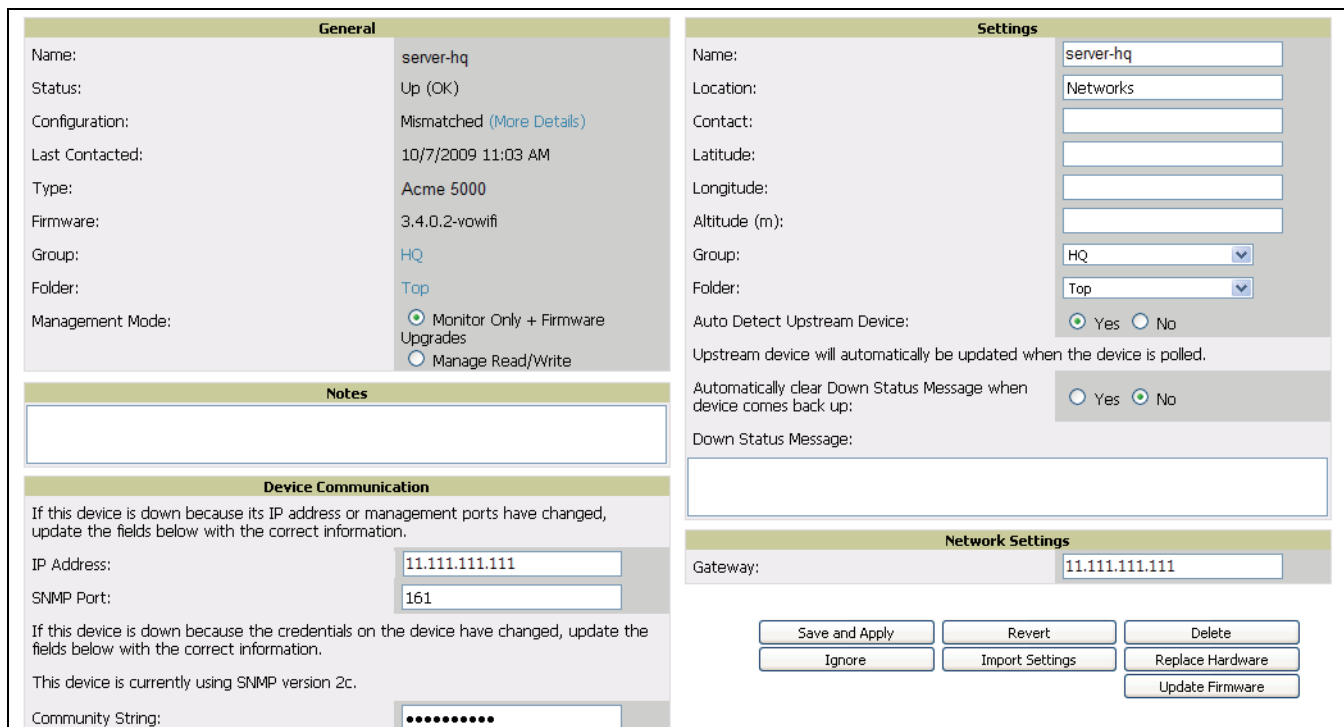 General
Name: server-hq
Status: Up (OK)
Configuration: Mismatched (More Details)
Last Contacted: 10/7/2009 11:03 AM
Type: Acme 5000
Firmware: 3.4.0.2-vowifi
Group: HQ
Folder: Top
Management Mode: Monitor Only + Firmware
Upgrades
Manage Read/Write
Notes
Device Communication
If this device is down because its IP address or management ports have changed,
update the fields below with the correct information.
IP Address: 11.111.111.111
SNMP Port: 161
If this device is down because the credentials on the device have changed, update the
fields below with the correct information.
This device is currently using SNMP version 2c.
Community String: ••••••••••
Settings
Name: server-hq
Location: Networks
Contact:
Latitude:
Longitude:
Altitude (m):
Group: HQ
Folder: Top
Auto Detect Upstream Device: Yes No
Upstream device will automatically be updated when the device is polled.
Automatically clear Down Status Message when
device comes back up: Yes No
Down Status Message:
Network Settings
Gateway: 11.111.111.111
Save and Apply Revert Delete
Ignore Import Settings Replace Hardware
Update Firmware